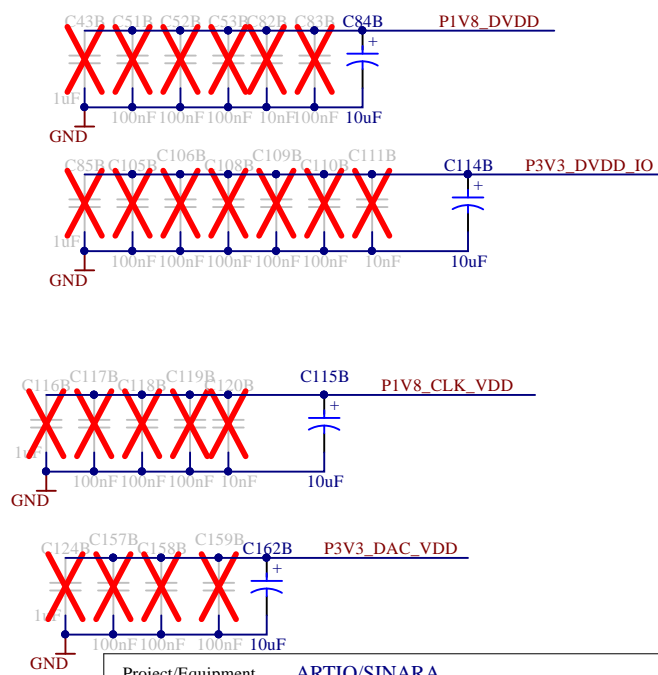 C43B C51B C52B C53B C82B C83B C84B P1V8_DVDD
+
1uF 100nF 100nF 100nF 10nF 100nF 10uF
GND
C85B C105B C106B C108B C109B C110B C111B C114B P3V3_DVDD_IO
+
1uF 100nF 100nF 100nF 100nF 100nF 10nF 10uF
GND
C116B C117B C118B C119B C120B C115B P1V8_CLK_VDD
+
1uF 100nF 100nF 100nF 10nF 10uF
GND
C124B C157B C158B C159B C162B P3V3_DAC_VDD
+
1uF 100nF 100nF 100nF 10uF
GND
Project/Equipment ARTIQ/SINARA